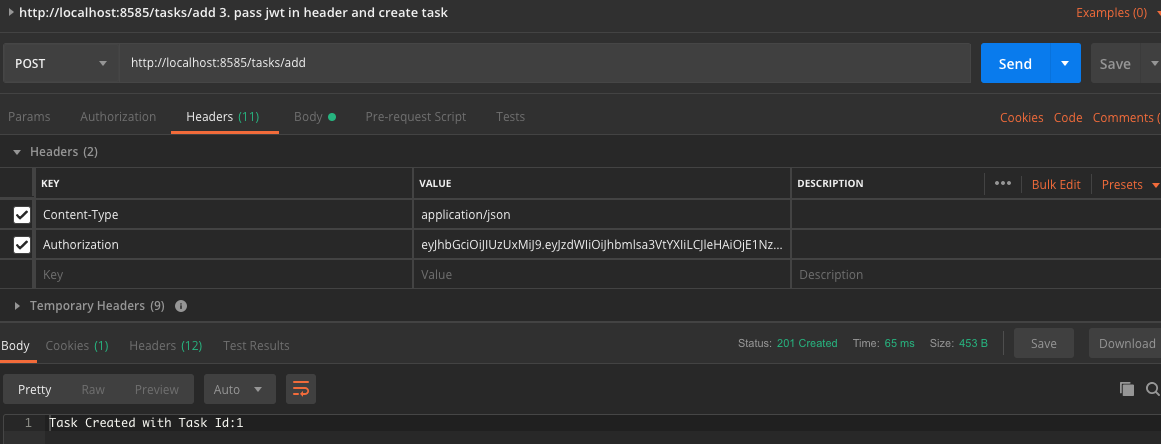 http://localhost:8585/tasks/add 3. pass jwt in header and create task Examples (0)
POST http://localhost:8585/tasks/add Send Save
Params Authorization Headers (11) Body Pre-request Script Tests Cookies Code Comments (
Headers (2)
KEY VALUE DESCRIPTION ••• Bulk Edit Presets
Content-Type application/json
Authorization eyJhbGciOiJIUzUxMiJ9.eyJzdWIiOiJhbmlsa3VtYXIiLCJleHAiOjE1Nz...
Key Value Description
Temporary Headers (9) i
Body Cookies (1) Headers (12) Test Results Status: 201 Created Time: 65 ms Size: 453 B Save Download
Pretty Raw Preview Auto
1 Task Created with Task Id:1